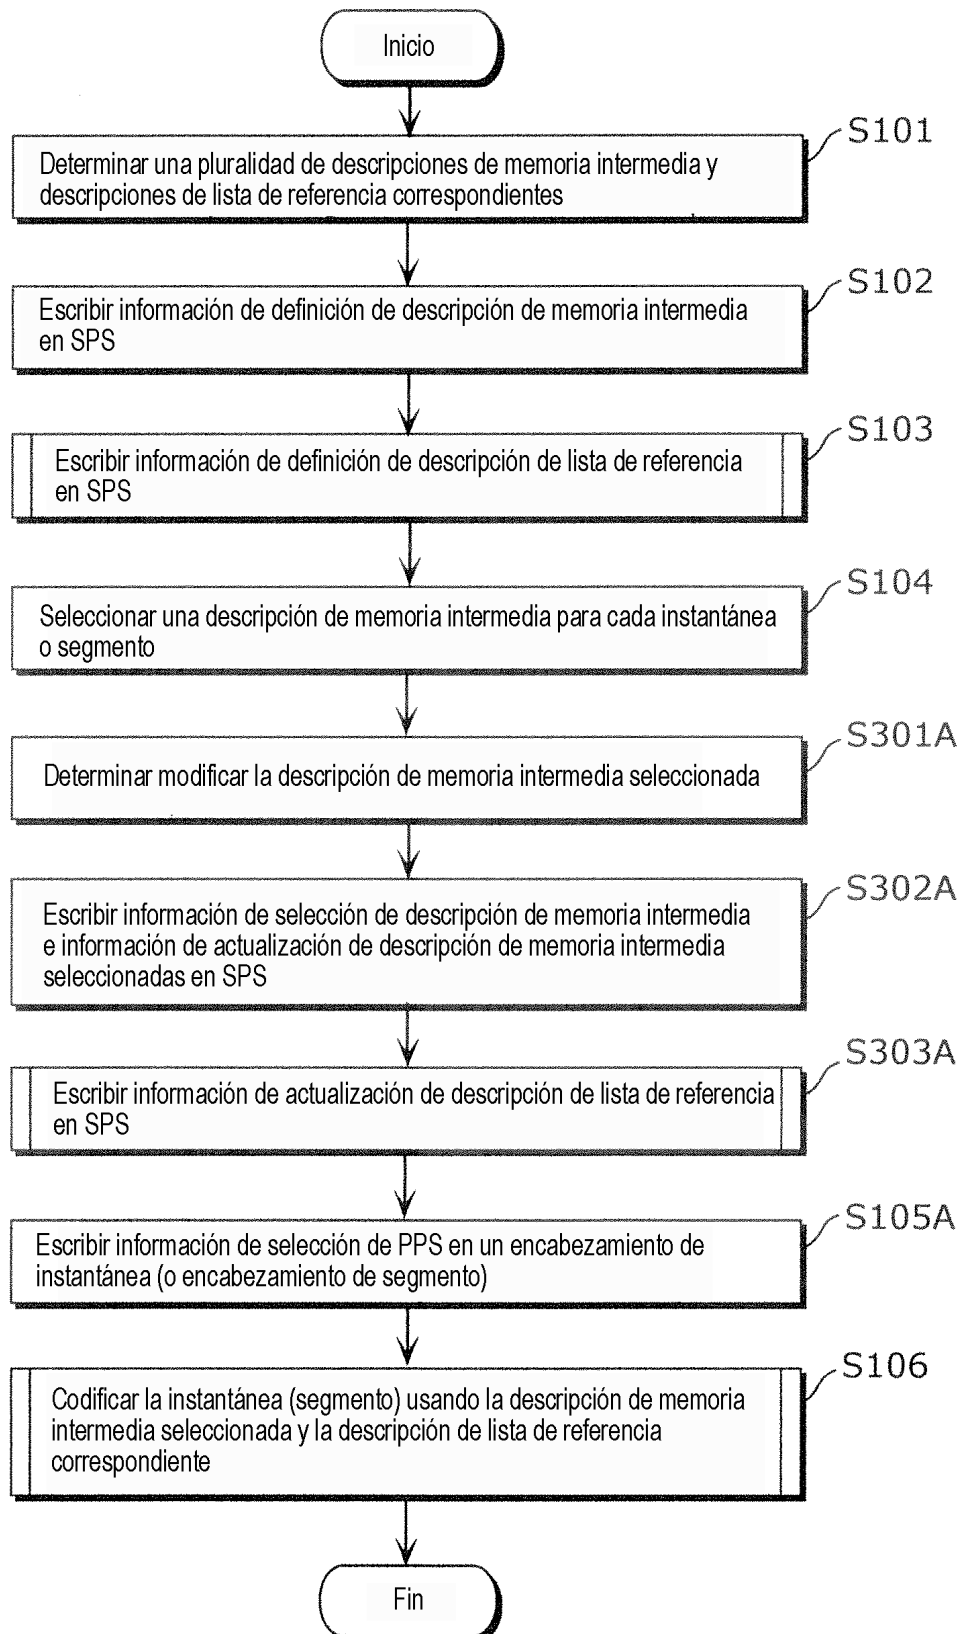 Inicio
S101
Determinar una pluralidad de descripciones de memoria intermedia y
descripciones de lista de referencia correspondientes
S102
Escribir información de definición de descripción de memoria intermedia
en SPS
S103
Escribir información de definición de descripción de lista de referencia
en SPS
S104
Seleccionar una descripción de memoria intermedia para cada instantánea
o segmento
S301A
Determinar modificar la descripción de memoria intermedia seleccionada
S302A
Escribir información de selección de descripción de memoria intermedia
e información de actualización de descripción de memoria intermedia
seleccionadas en SPS
S303A
Escribir información de actualización de descripción de lista de referencia
en SPS
S105A
Escribir información de selección de PPS en un encabezamiento de
instantánea (o encabezamiento de segmento)
S106
Codificar la instantánea (segmento) usando la descripción de memoria
intermedia seleccionada y la descripción de lista de referencia
correspondiente
Fin